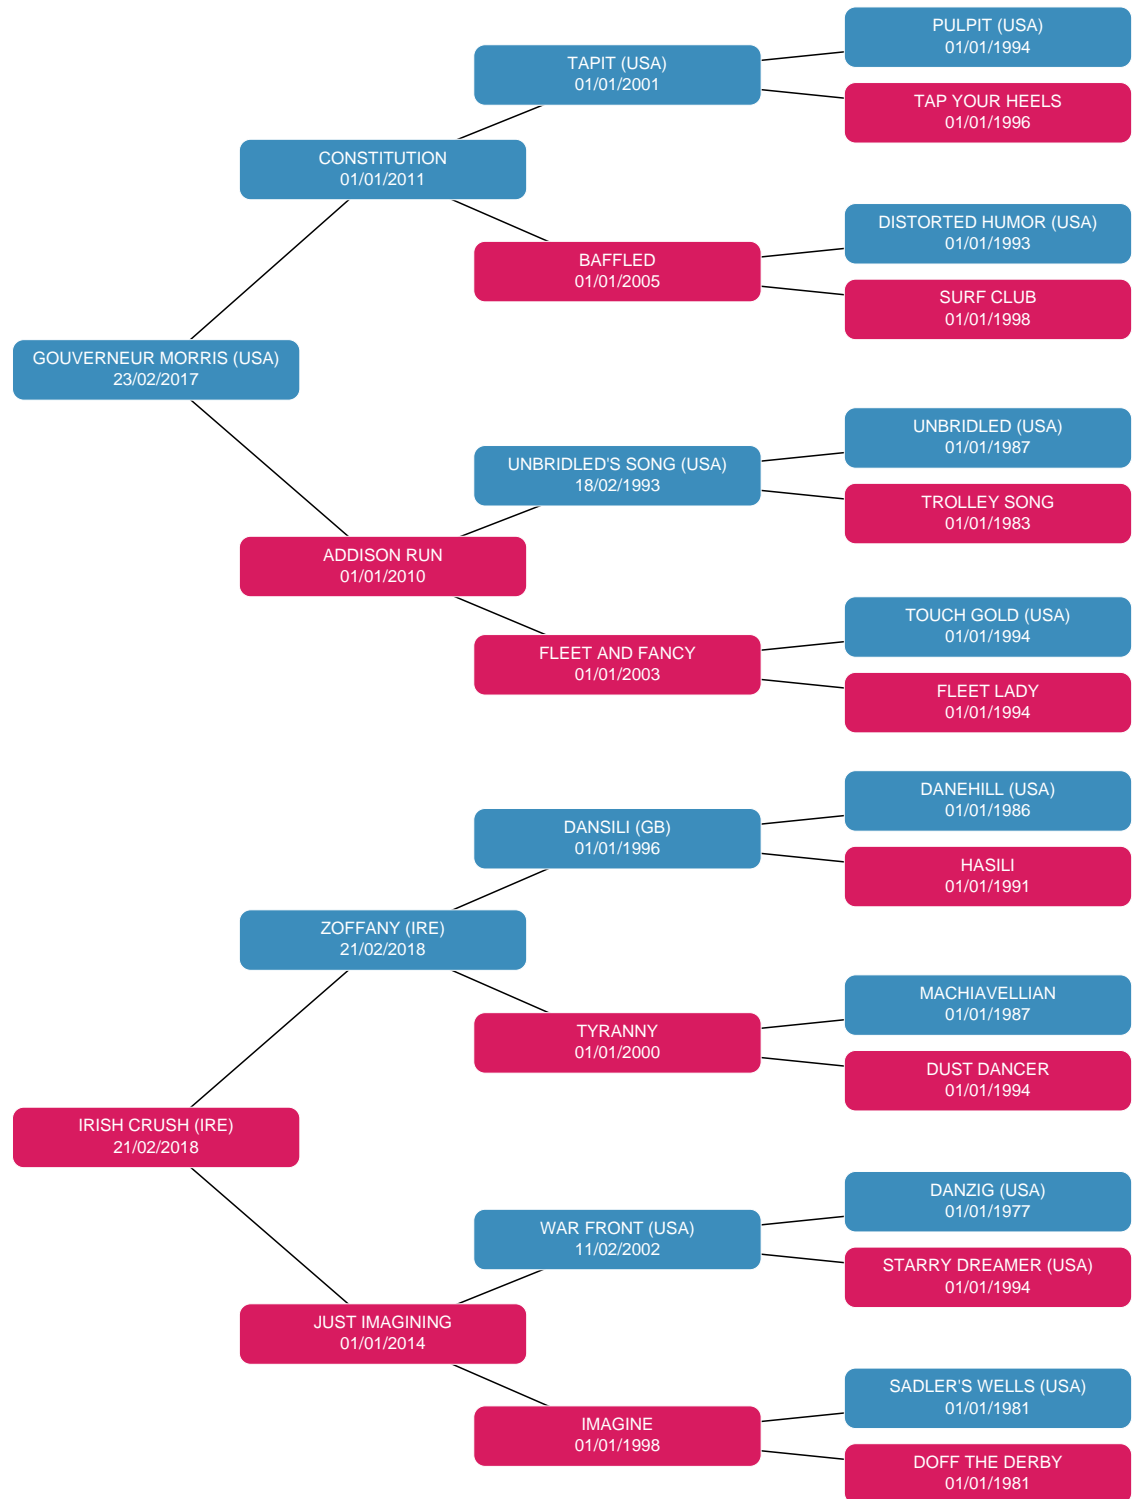 PULPIT (USA)
01/01/1994
TAPIT (USA)
01/01/2001
TAP YOUR HEELS
01/01/1996
CONSTITUTION
01/01/2011
DISTORTED HUMOR (USA)
01/01/1993
BAFFLED
01/01/2005
SURF CLUB
01/01/1998
GOUVERNEUR MORRIS (USA)
23/02/2017
UNBRIDLED (USA)
01/01/1987
UNBRIDLED'S SONG (USA)
18/02/1993
TROLLEY SONG
01/01/1983
ADDISON RUN
01/01/2010
TOUCH GOLD (USA)
01/01/1994
FLEET AND FANCY
01/01/2003
FLEET LADY
01/01/1994
DANEHILL (USA)
01/01/1986
DANSILI (GB)
01/01/1996
HASILI
01/01/1991
ZOFFANY (IRE)
21/02/2018
MACHIAVELLIAN
01/01/1987
TYRANNY
01/01/2000
DUST DANCER
01/01/1994
IRISH CRUSH (IRE)
21/02/2018
DANZIG (USA)
01/01/1977
WAR FRONT (USA)
11/02/2002
STARRY DREAMER (USA)
01/01/1994
JUST IMAGINING
01/01/2014
SADLER'S WELLS (USA)
01/01/1981
IMAGINE
01/01/1998
DOFF THE DERBY
01/01/1981